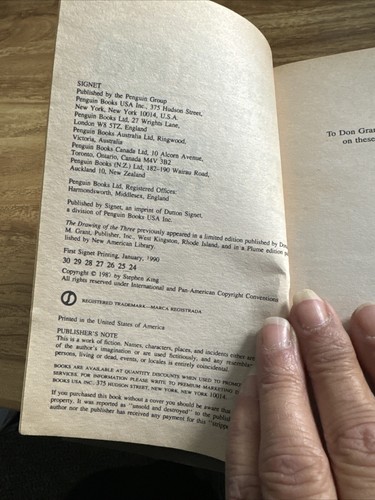 SIGNET
Published by the Penguin Group
Penguin Books USA Inc., 375 Hudson Street,
New York, New York 10014, U.S.A.
Penguin Books Ltd, 27 Wrights Lane,
London W8 5TZ, England
Penguin Books Australia Ltd, Ringwood,
Victoria, Australia
Penguin Books Canada Ltd, 10 Alcorn Avenue,
Toronto, Ontario, Canada M4V 3B2
Penguin Books (N.Z.) Ltd, 182-190 Wairau Road,
Auckland 10, New Zealand
Penguin Books Ltd, Registered Offices:
Harmondsworth, Middlesex, England
Published by Signet, an imprint of Dutton Signet,
a division of Penguin Books USA Inc.
The Drawing of the Three previously appeared in a limited edition published by Don
M. Grant, Publisher, Inc., West Kingston, Rhode Island, and in a Plume edition
lished by New American Library.
First Signet Printing, January, 1990
30 29 28 27 26 25 24
Copyright © 1987 by Stephen King
All rights reserved under International and Pan-American Copyright Conventions
REGISTERED TRADEMARK—MARCA REGISTRADA
Printed in the United States of America
PUBLISHER'S NOTE
This is a work of fiction. Names, characters, places, and incidents either are
of the author's imagination or are used fictitiously, and any
persons, living or dead, events, or locales is entirely coincidental.
BOOKS ARE AVAILABLE AT QUANTITY DISCOUNTS WHEN USED TO
SERVICES. FOR INFORMATION PLEASE WRITE TO PREMIUM
BOOKS USA INC. 375 HUDSON STREET, NEW YORK, NEW YORK 10014.
If you purchased this book without a cover you should be aware
property. It was reported as "unsold and destroyed" to the
author nor the publisher has received any payment for this
To Don
on these